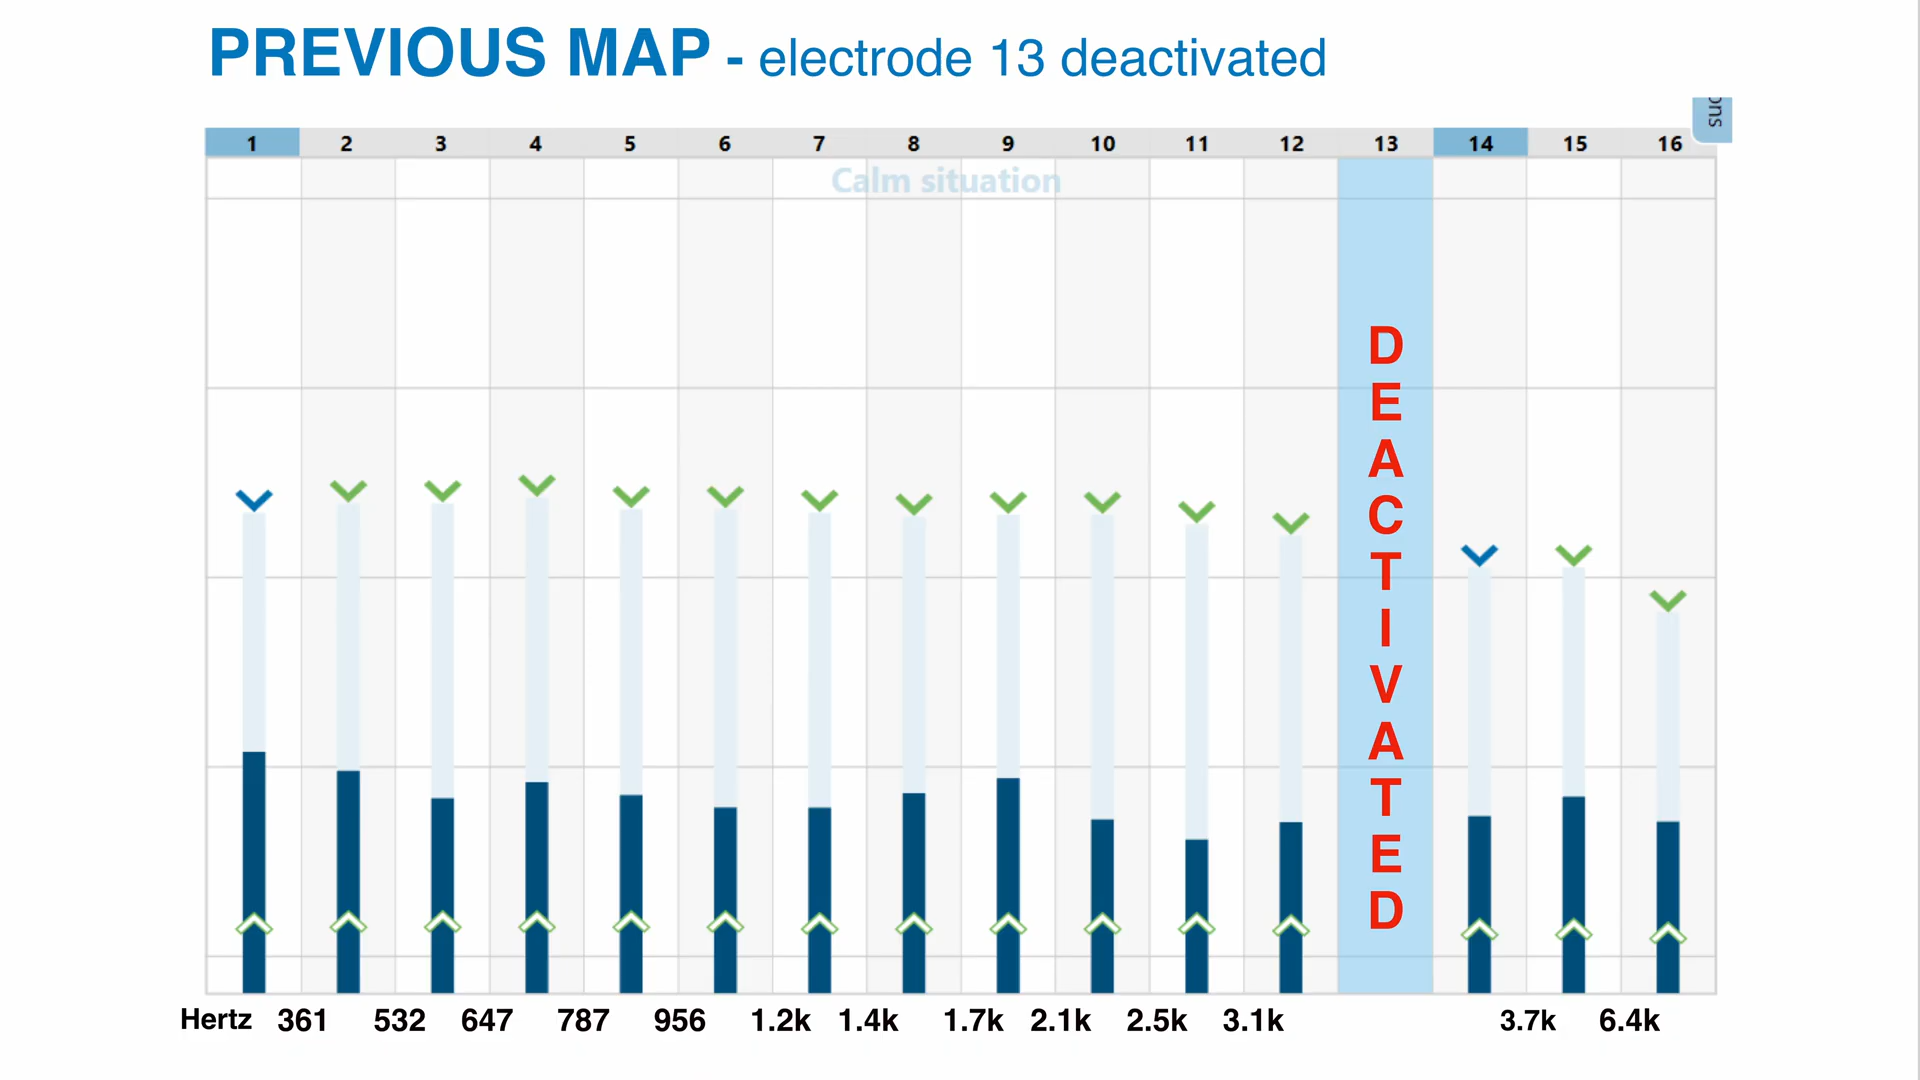 PREVIOUS MAP - electrode 13 deactivated
ons
1 2 3 4 5 6 7 8 9 10 11 12 13 14 15 16
Calm situation
D
E
A
C
T
I
V
A
T
E
D
Hertz 361 532 647 787 956 1.2k 1.4k 1.7k 2.1k 2.5k 3.1k 3.7k 6.4k